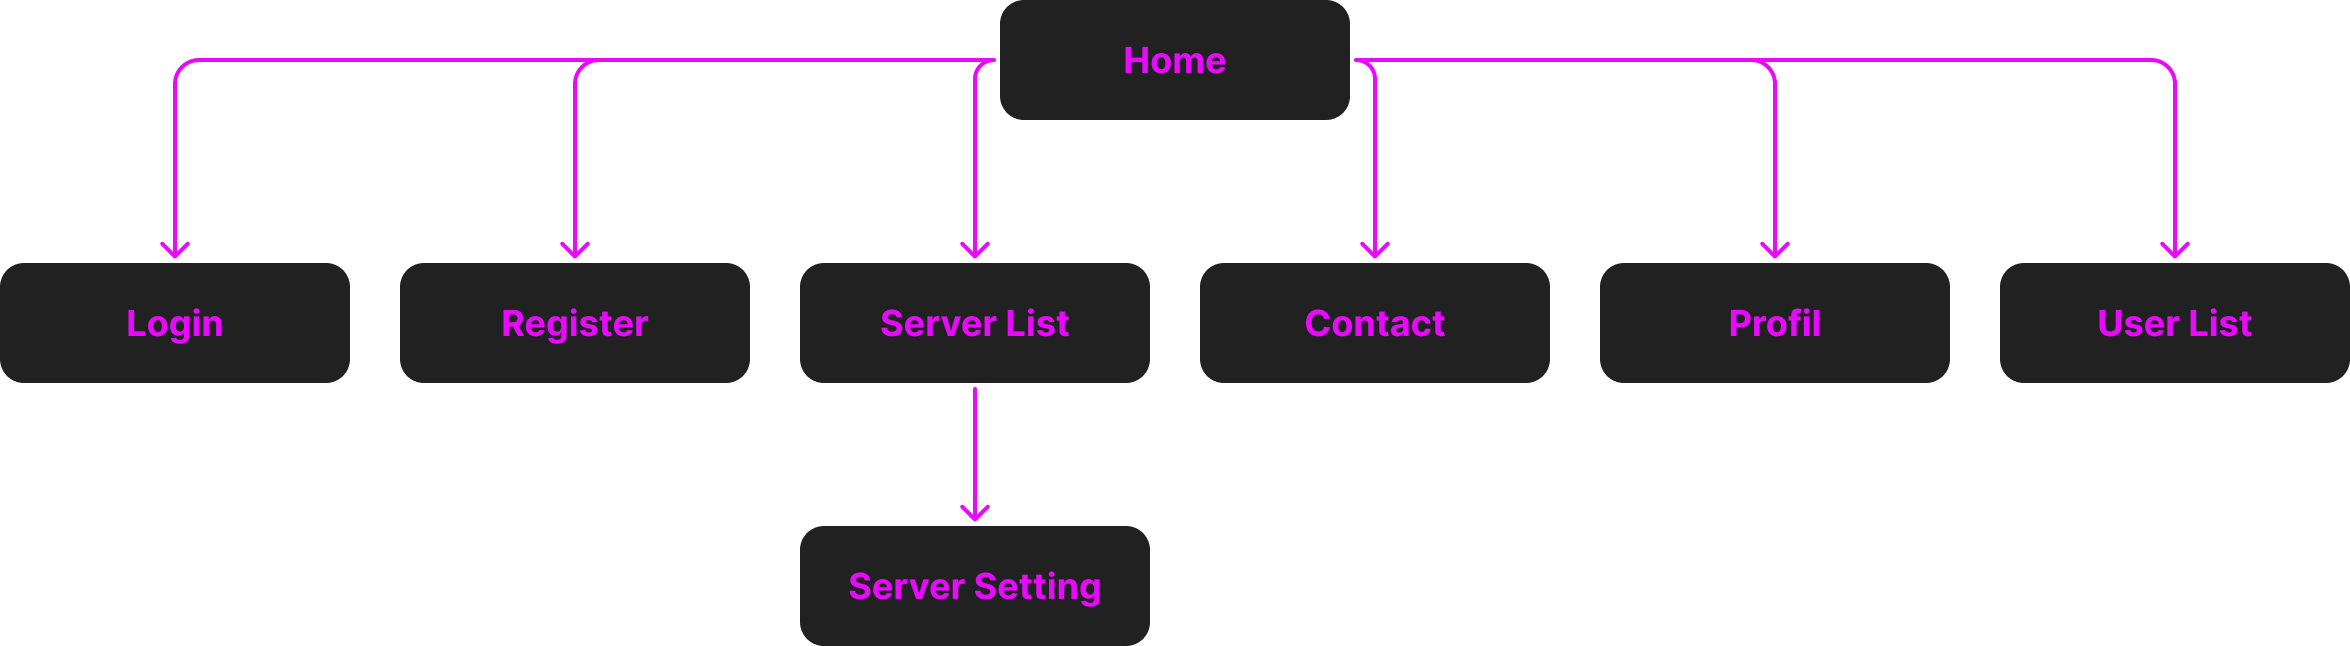 Home
Login
Register
Server List
Contact
Profil
User List
Server Setting